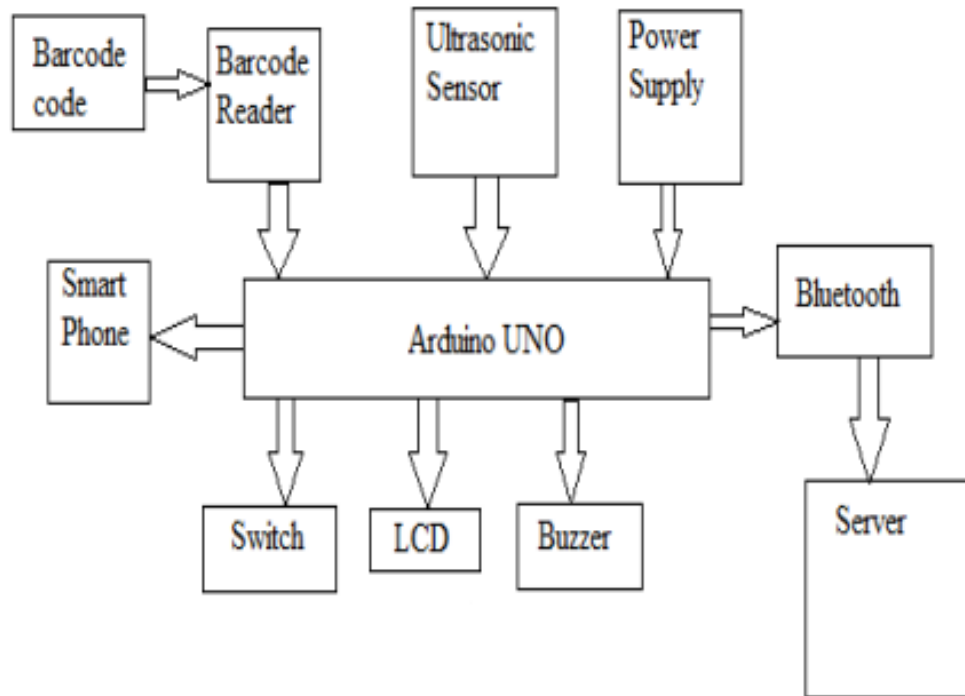 Barcode
code
Barcode
Reader
Ultrasonic
Sensor
Power
Supply
Smart
Phone
Arduino UNO
Bluetooth
Switch
LCD
Buzzer
Server